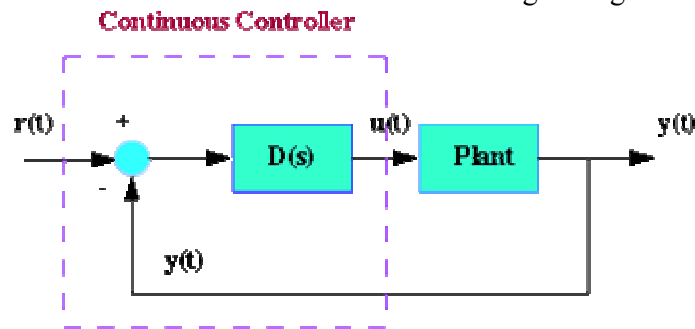 Continuous Controller
r(t)
+
u(t)
y(t)
D(s)
Plant
-
y(t)